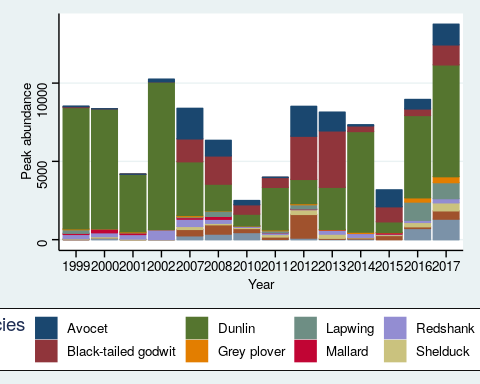 Peak abundance
10000
5000
0
1999 2000 2001 2002 2007 2008 2010 2011 2012 2013 2014 2015 2016 2017
Year
cies
Avocet Dunlin Lapwing Redshank
Black-tailed godwit Grey plover Mallard Shelduck